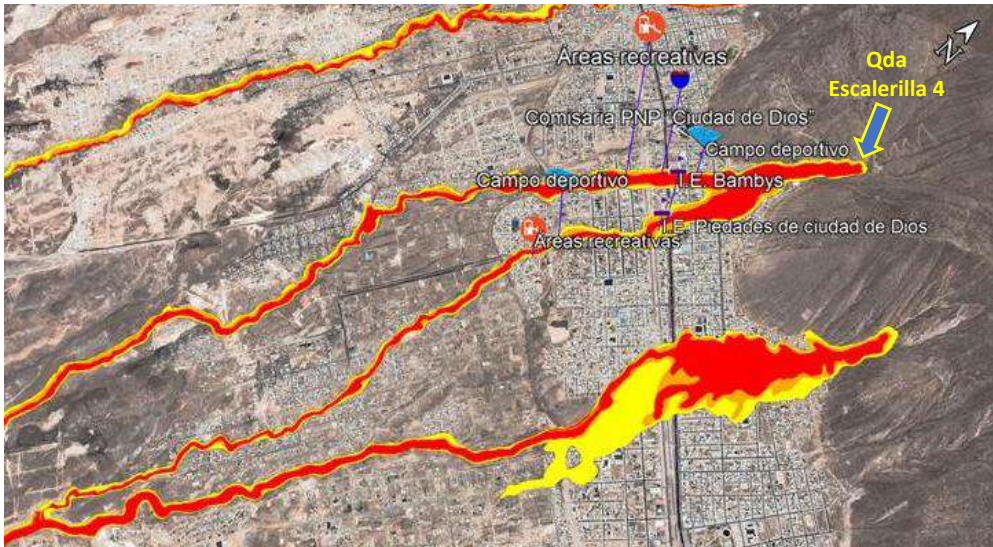 N
Qda
Escalerilla 4
Áreas recreativas
Comisaría PNP "Ciudad de Dios"
Campo deportivo
Campo deportivo
I.E. Bambys
I.E. Piedades de ciudad de Dios
Áreas recreativas